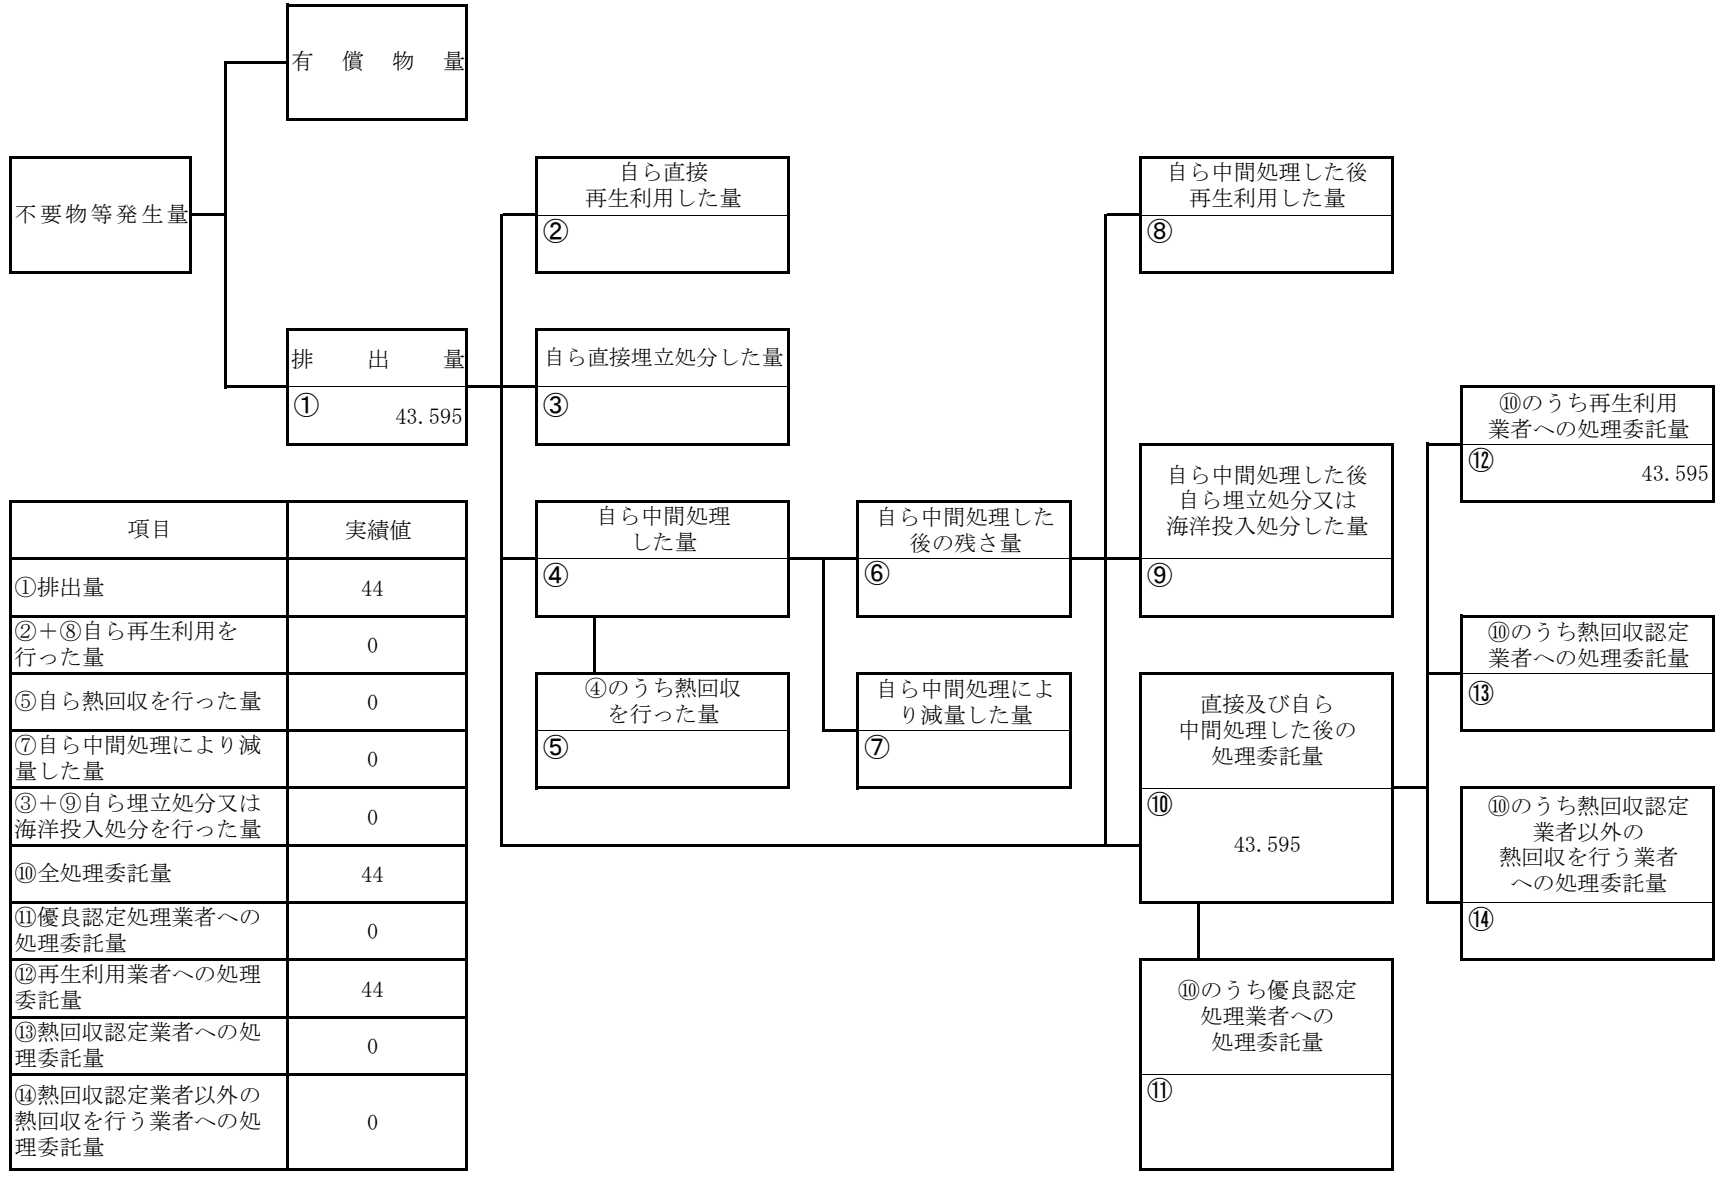 有償物量
不要物等発生量
自ら直接
再生利用した量
②
自ら中間処理した後
再生利用した量
⑧
排出量
①
43.595
自ら直接埋立処分した量
③
⑩のうち再生利用
業者への処理委託量
⑫
43.595
自ら中間処理
した量
④
自ら中間処理した
後の残さ量
⑥
自ら中間処理した後
自ら埋立処分又は
海洋投入処分した量
⑨
⑩のうち熱回収認定
業者への処理委託量
⑬
④のうち熱回収
を行った量
⑤
自ら中間処理によ
り減量した量
⑦
直接及び自ら
中間処理した後の
処理委託量
⑩
43.595
⑩のうち熱回収認定
業者以外の
熱回収を行う業者
への処理委託量
⑭
⑩のうち優良認定
処理業者への
処理委託量
⑪
項目 実績値
①排出量 44
②＋⑧自ら再生利用を
行った量 0
⑤自ら熱回収を行った量 0
⑦自ら中間処理により減
量した量 0
③＋⑨自ら埋立処分又は
海洋投入処分を行った量 0
⑩全処理委託量 44
⑪優良認定処理業者への
処理委託量 0
⑫再生利用業者への処理
委託量 44
⑬熱回収認定業者への処
理委託量 0
⑭熱回収認定業者以外の
熱回収を行う業者への処
理委託量 0